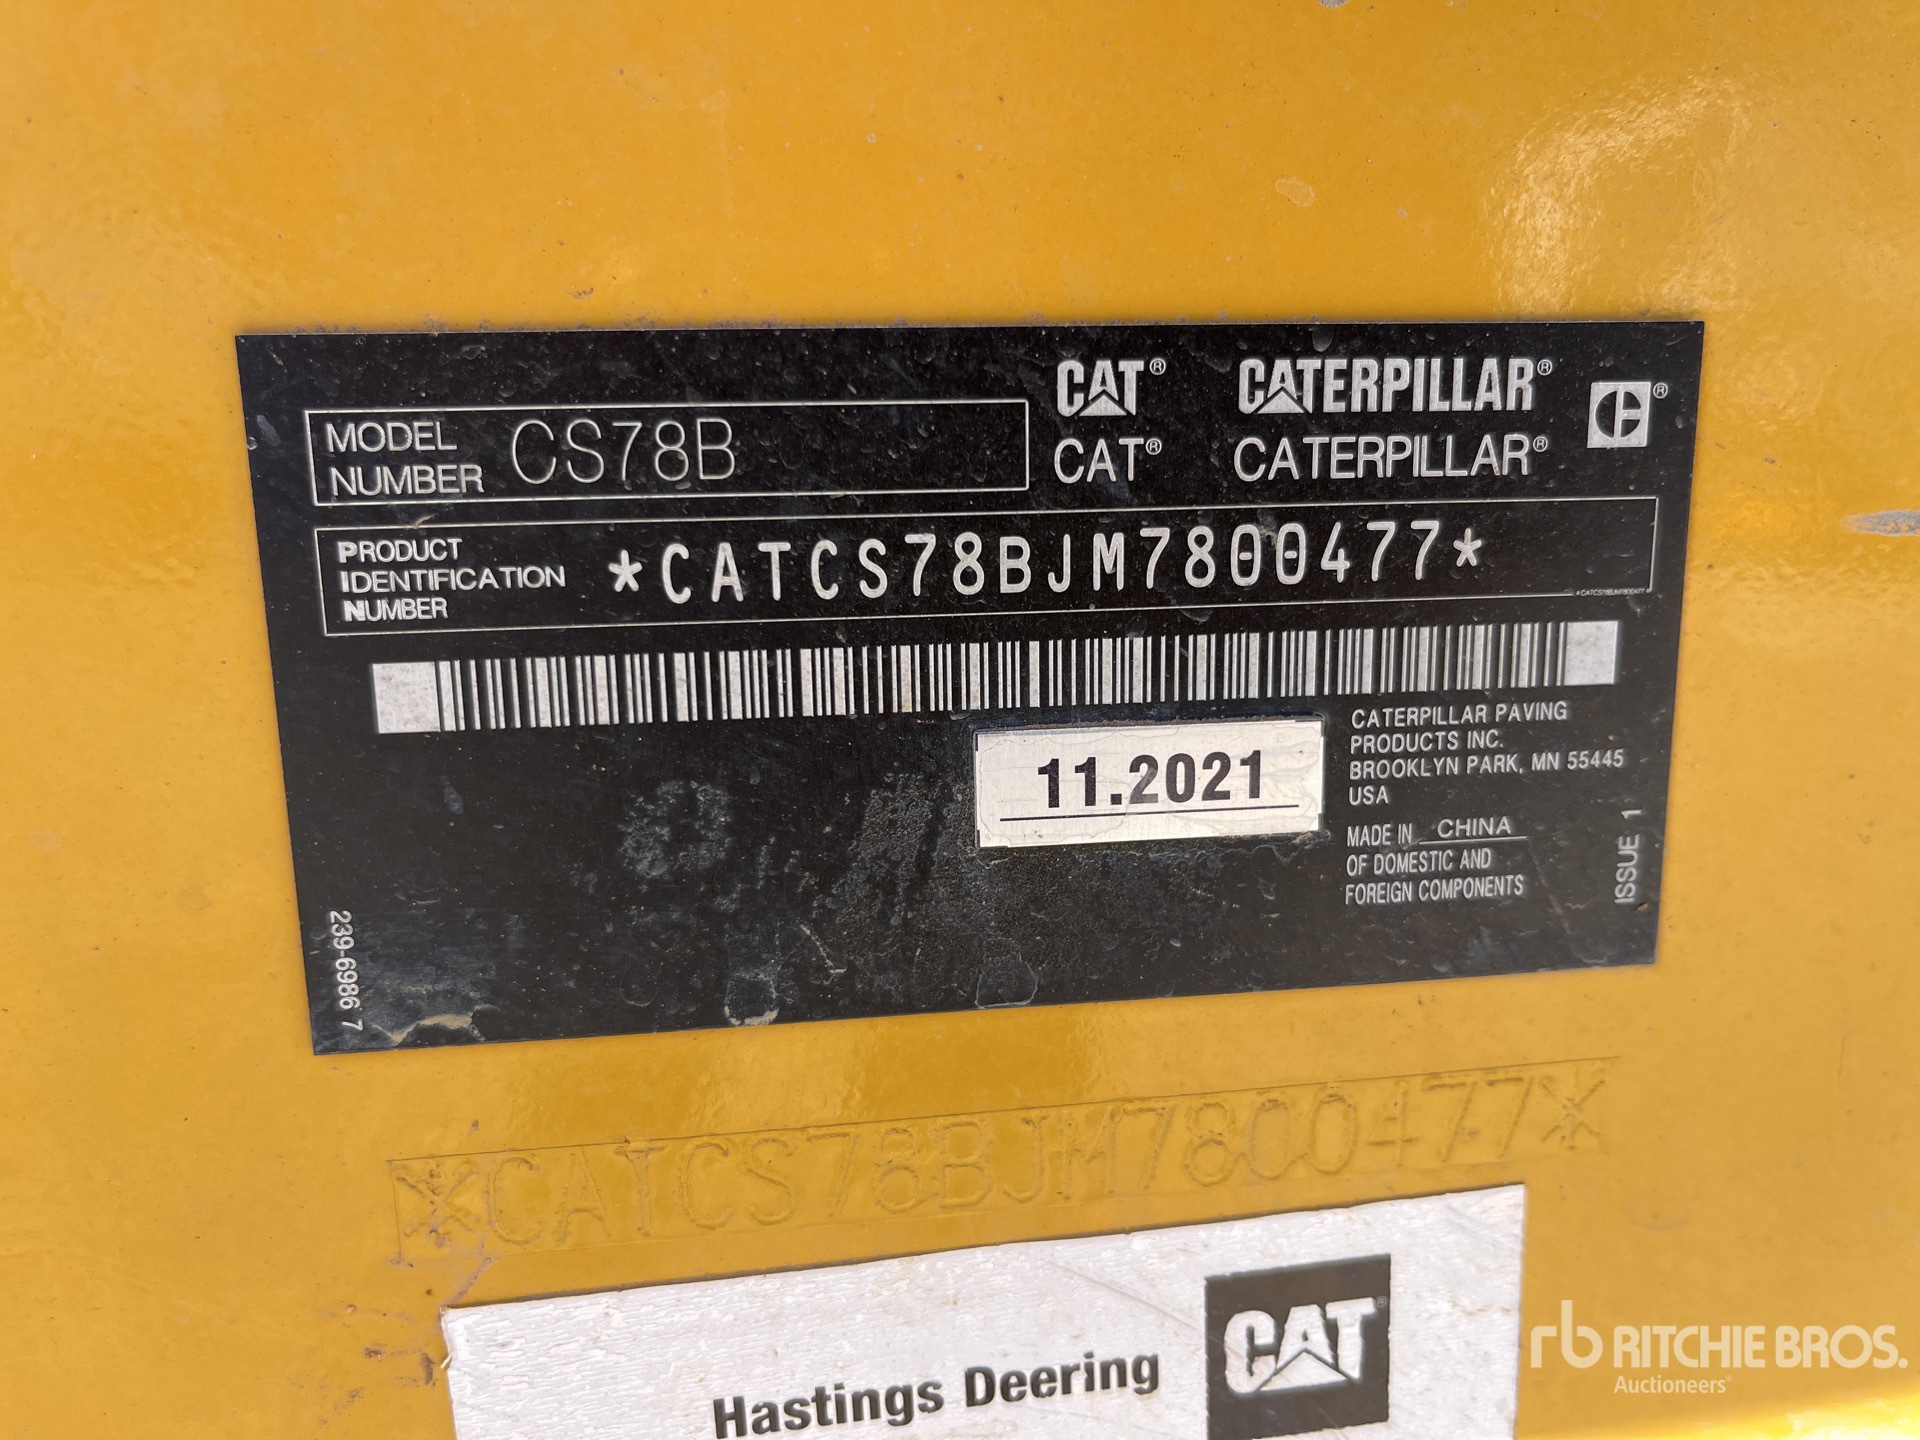 CAT® CATERPILLAR®
CAT® CATERPILLAR®
MODEL NUMBER CS78B
PRODUCT IDENTIFICATION NUMBER *CATCS78BJM7800477*
*CATCS78BJM7800477
11.2021
CATERPILLAR PAVING
PRODUCTS INC.
BROOKLYN PARK, MN 55445
USA
MADE IN CHINA
OF DOMESTIC AND
FOREIGN COMPONENTS
ISSUE 1
239-6986 7
*CATCS78BJM7800477*
Hastings Deering
CAT®
rb RITCHIE BROS.
Auctioneers®